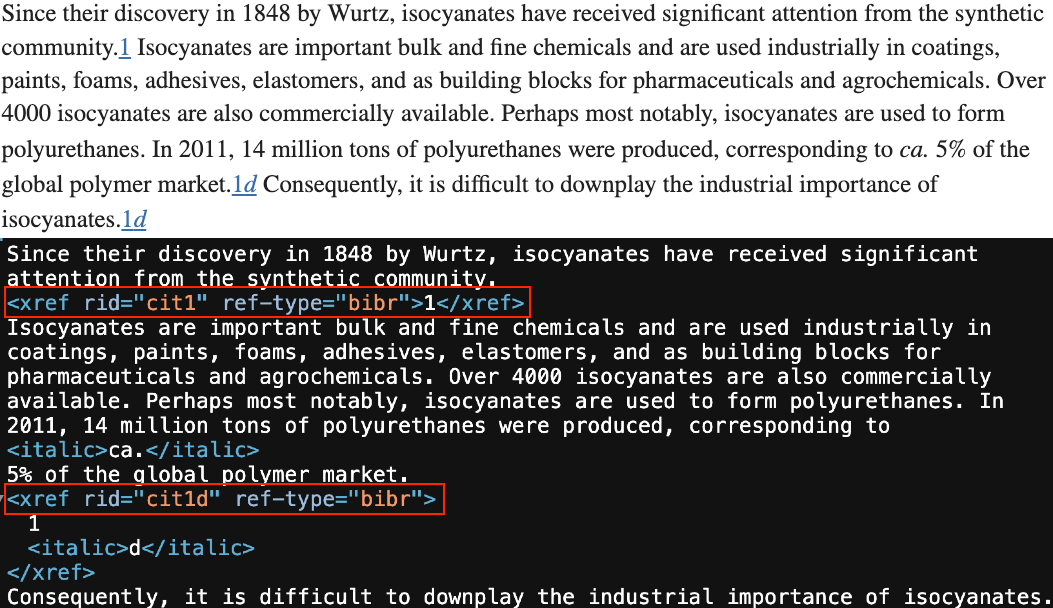 Since their discovery in 1848 by Wurtz, isocyanates have received significant attention from the synthetic
community.1 Isocyanates are important bulk and fine chemicals and are used industrially in coatings,
paints, foams, adhesives, elastomers, and as building blocks for pharmaceuticals and agrochemicals. Over
4000 isocyanates are also commercially available. Perhaps most notably, isocyanates are used to form
polyurethanes. In 2011, 14 million tons of polyurethanes were produced, corresponding to ca. 5% of the
global polymer market.1d Consequently, it is difficult to downplay the industrial importance of
isocyanates.1d
Since their discovery in 1848 by Wurtz, isocyanates have received significant
attention from the synthetic community.
<xref rid="cit1" ref-type="bibr">1</xref>
Isocyanates are important bulk and fine chemicals and are used industrially in
coatings, paints, foams, adhesives, elastomers, and as building blocks for
pharmaceuticals and agrochemicals. Over 4000 isocyanates are also commercially
available. Perhaps most notably, isocyanates are used to form polyurethanes. In
2011, 14 million tons of polyurethanes were produced, corresponding to
<italic>ca.</italic>
5% of the global polymer market.
<xref rid="cit1d" ref-type="bibr">
1
<italic>d</italic>
</xref>
Consequently, it is difficult to downplay the industrial importance of isocyanates.